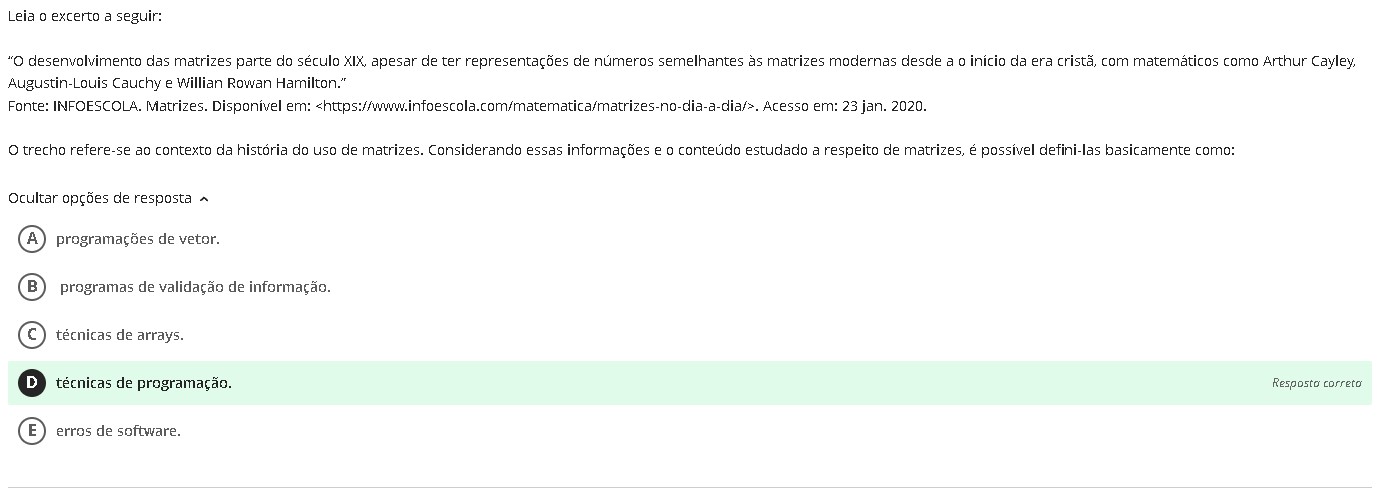 Leia o excerto a seguir:
“O desenvolvimento das matrizes parte do século XIX, apesar de ter representações de números semelhantes às matrizes modernas desde a o início da era cristã, com matemáticos como Arthur Cayley,
Augustin-Louis Cauchy e Willian Rowan Hamilton.”
Fonte: INFOESCOLA. Matrizes. Disponível em: <https://www.infoescola.com/matematica/matrizes-no-dia-a-dia/>. Acesso em: 23 jan. 2020.
O trecho refere-se ao contexto da história do uso de matrizes. Considerando essas informações e o conteúdo estudado a respeito de matrizes, é possível defini-las basicamente como:
Ocultar opções de resposta
A programações de vetor.
B programas de validação de informação.
C técnicas de arrays.
D técnicas de programação. Resposta correta
E erros de software.